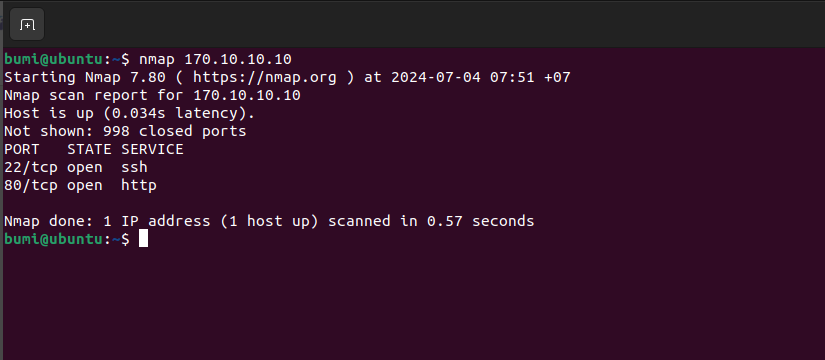 bumi@ubuntu:~$ nmap 170.10.10.10
Starting Nmap 7.80 ( https://nmap.org ) at 2024-07-04 07:51 +07
Nmap scan report for 170.10.10.10
Host is up (0.034s latency).
Not shown: 998 closed ports
PORT   STATE SERVICE
22/tcp open  ssh
80/tcp open  http

Nmap done: 1 IP address (1 host up) scanned in 0.57 seconds
bumi@ubuntu:~$